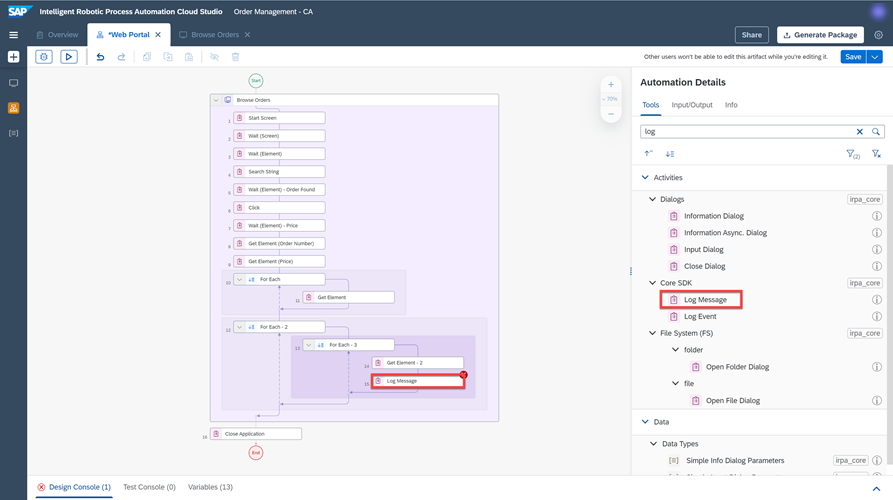 SAP Intelligent Robotic Process Automation Cloud Studio Order Management - CA
Overview *Web Portal Browse Orders Share Generate Package
Other users won't be able to edit this artifact while you're editing it. Save
Start
Browse Orders
1 Start Screen
2 Wait (Screen)
3 Wait (Element)
4 Search String
5 Wait (Element) - Order Found
6 Click
7 Wait (Element) - Price
8 Get Element (Order Number)
9 Get Element (Price)
10 For Each
11 Get Element
12 For Each - 2
13 For Each - 3
14 Get Element - 2
15 Log Message
16 Close Application
End
70%
Automation Details
Tools Input/Output Info
log
(2)
Activities
Dialogs irpa_core
Information Dialog
Information Async. Dialog
Input Dialog
Close Dialog
Core SDK irpa_core
Log Message
Log Event
File System (FS) irpa_core
folder
Open Folder Dialog
file
Open File Dialog
Data
Data Types
Simple Info Dialog Parameters irpa_core
Design Console (1) Test Console (0) Variables (13)